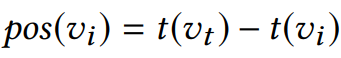 pos(v_i) = t(v_t) − t(v_i)